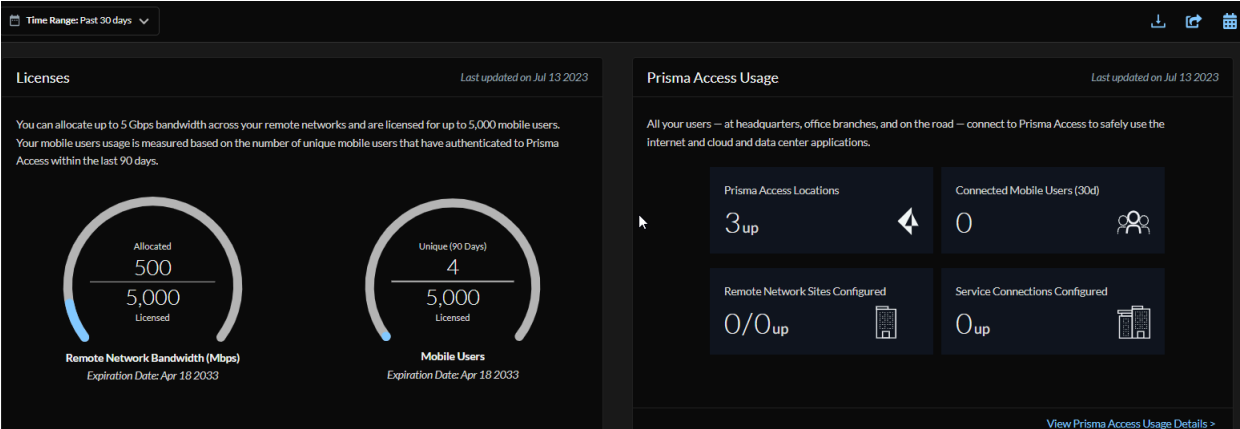 Time Range: Past 30 days
Licenses
Last updated on Jul 13 2023
You can allocate up to 5 Gbps bandwidth across your remote networks and are licensed for up to 5,000 mobile users.
Your mobile users usage is measured based on the number of unique mobile users that have authenticated to Prisma
Access within the last 90 days.
Allocated
500
5,000
Licensed
Remote Network Bandwidth (Mbps)
Expiration Date: Apr 18 2033
Unique (90 Days)
4
5,000
Licensed
Mobile Users
Expiration Date: Apr 18 2033
Prisma Access Usage
Last updated on Jul 13 2023
All your users — at headquarters, office branches, and on the road — connect to Prisma Access to safely use the
internet and cloud and data center applications.
Prisma Access Locations
3 up
Connected Mobile Users (30d)
0
Remote Network Sites Configured
0/0 up
Service Connections Configured
0 up
View Prisma Access Usage Details >